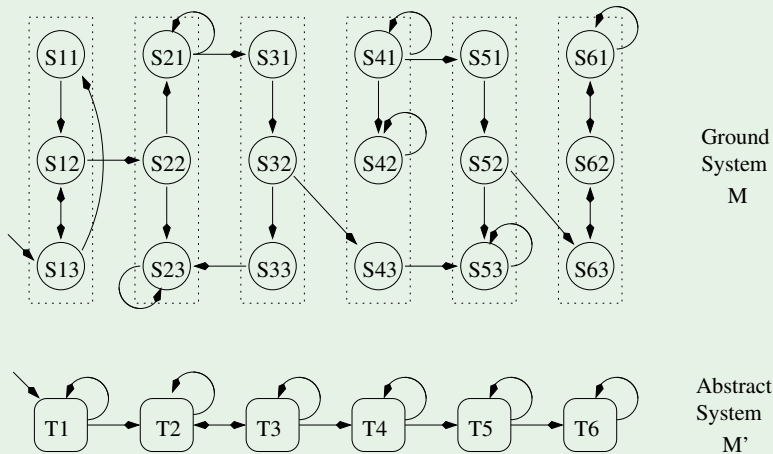 S11 S21 S31 S41 S51 S61
S12 S22 S32 S42 S52 S62
S13 S23 S33 S43 S53 S63
Ground
System
M
T1 T2 T3 T4 T5 T6
Abstract
System
M'